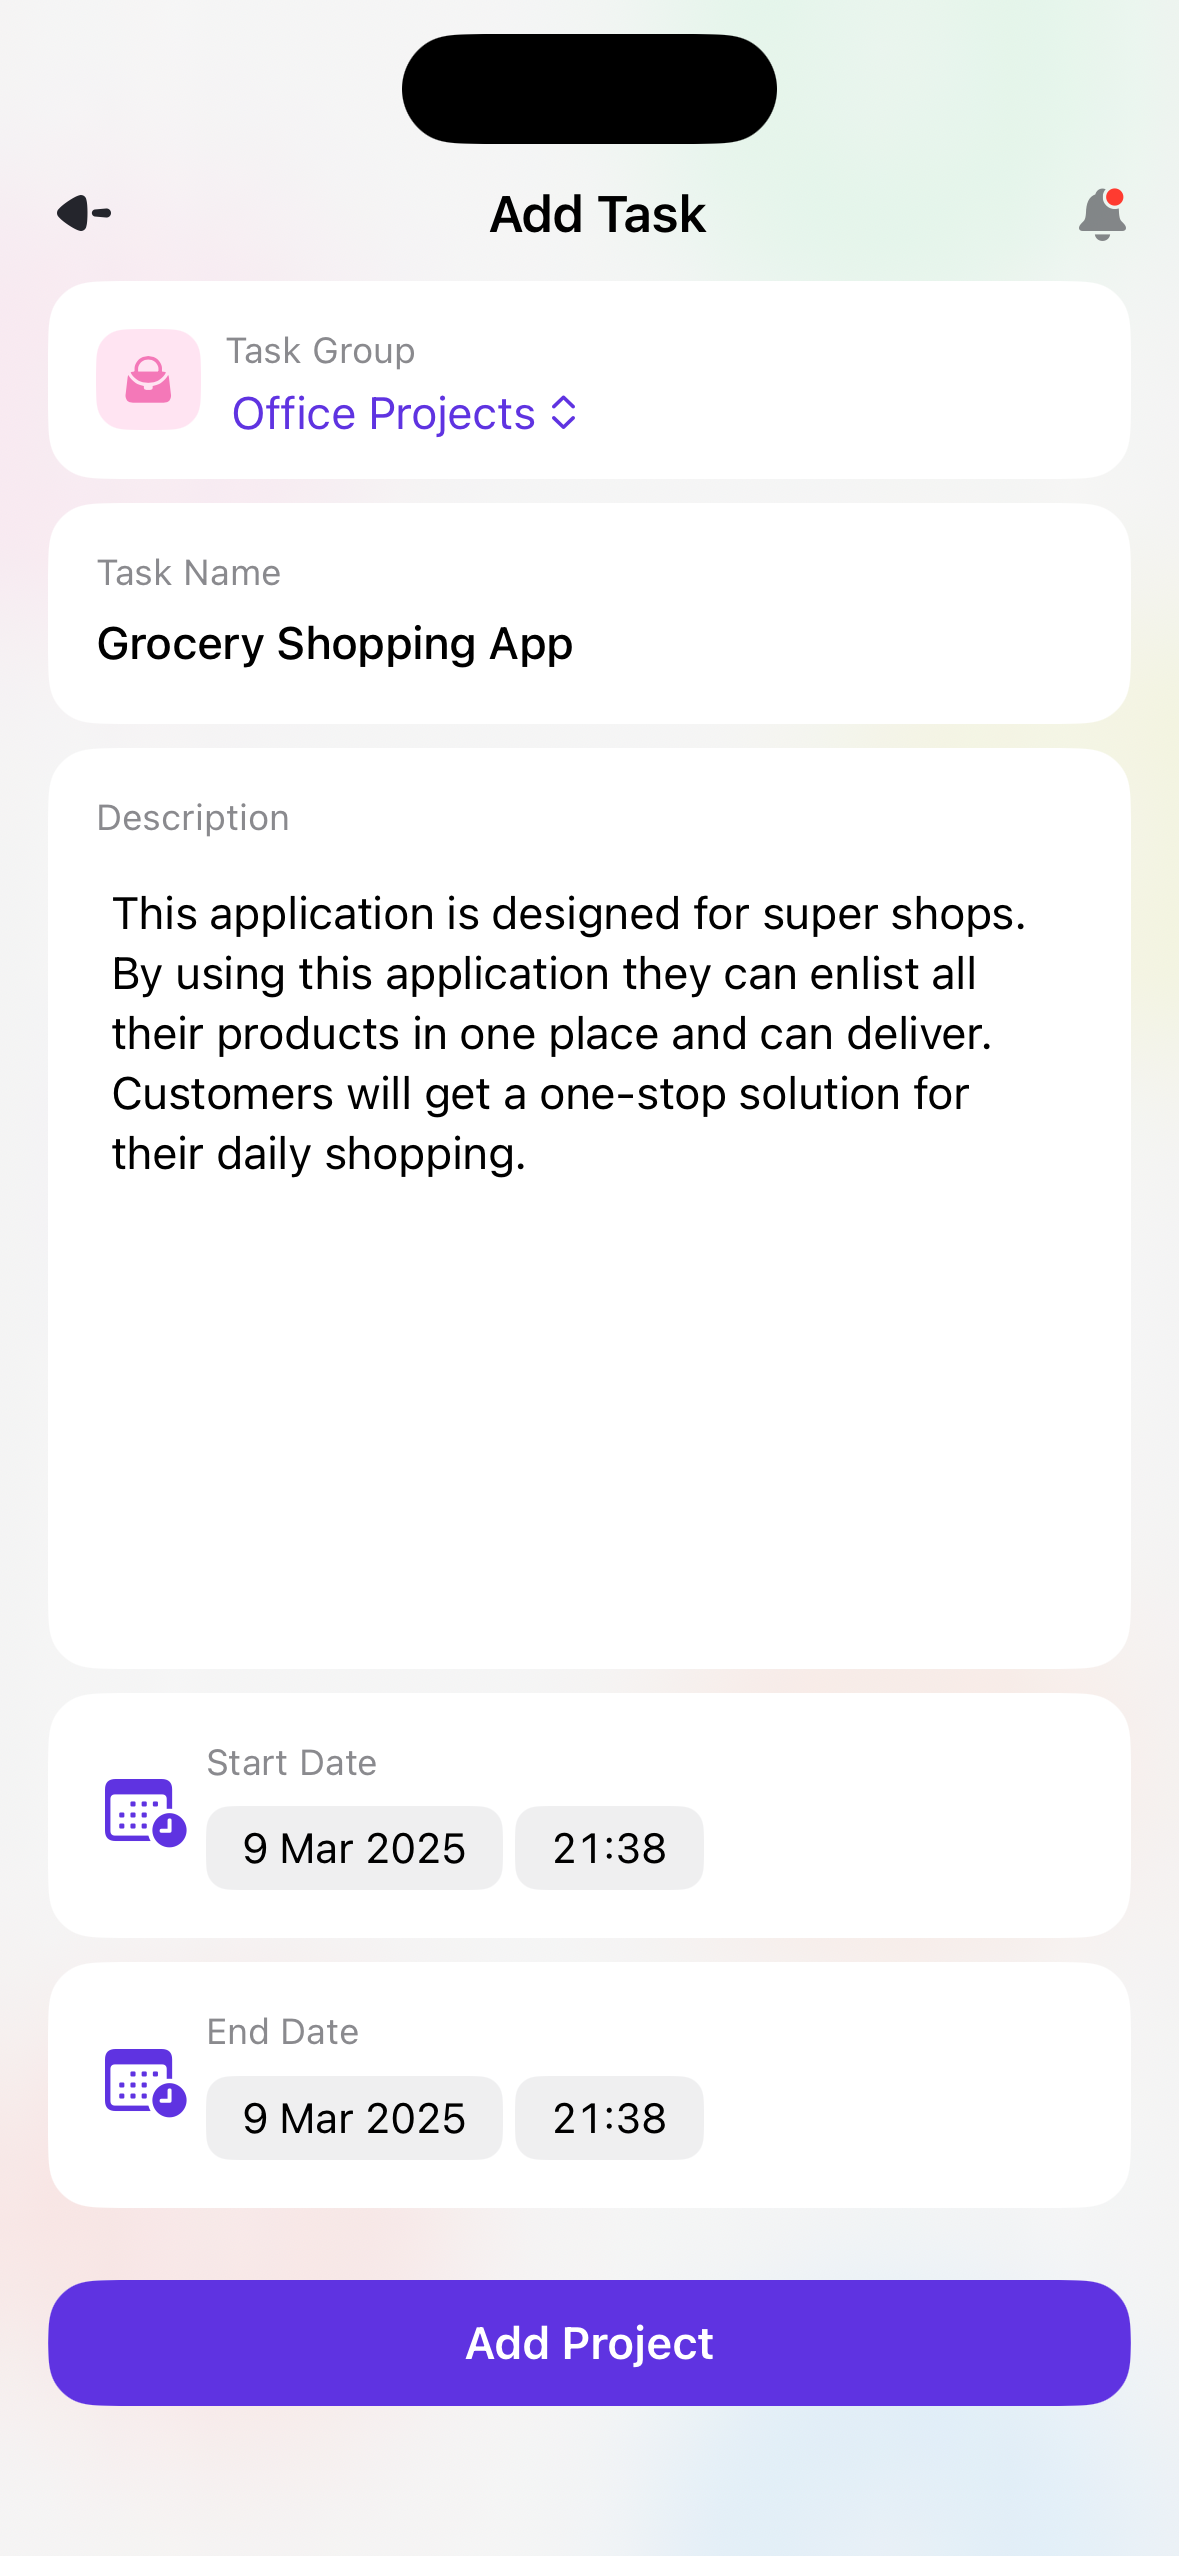 Add Task
Task Group
Office Projects
Task Name
Grocery Shopping App
Description
This application is designed for super shops.
By using this application they can enlist all
their products in one place and can deliver.
Customers will get a one-stop solution for
their daily shopping.
Start Date
9 Mar 2025 21:38
End Date
9 Mar 2025 21:38
Add Project